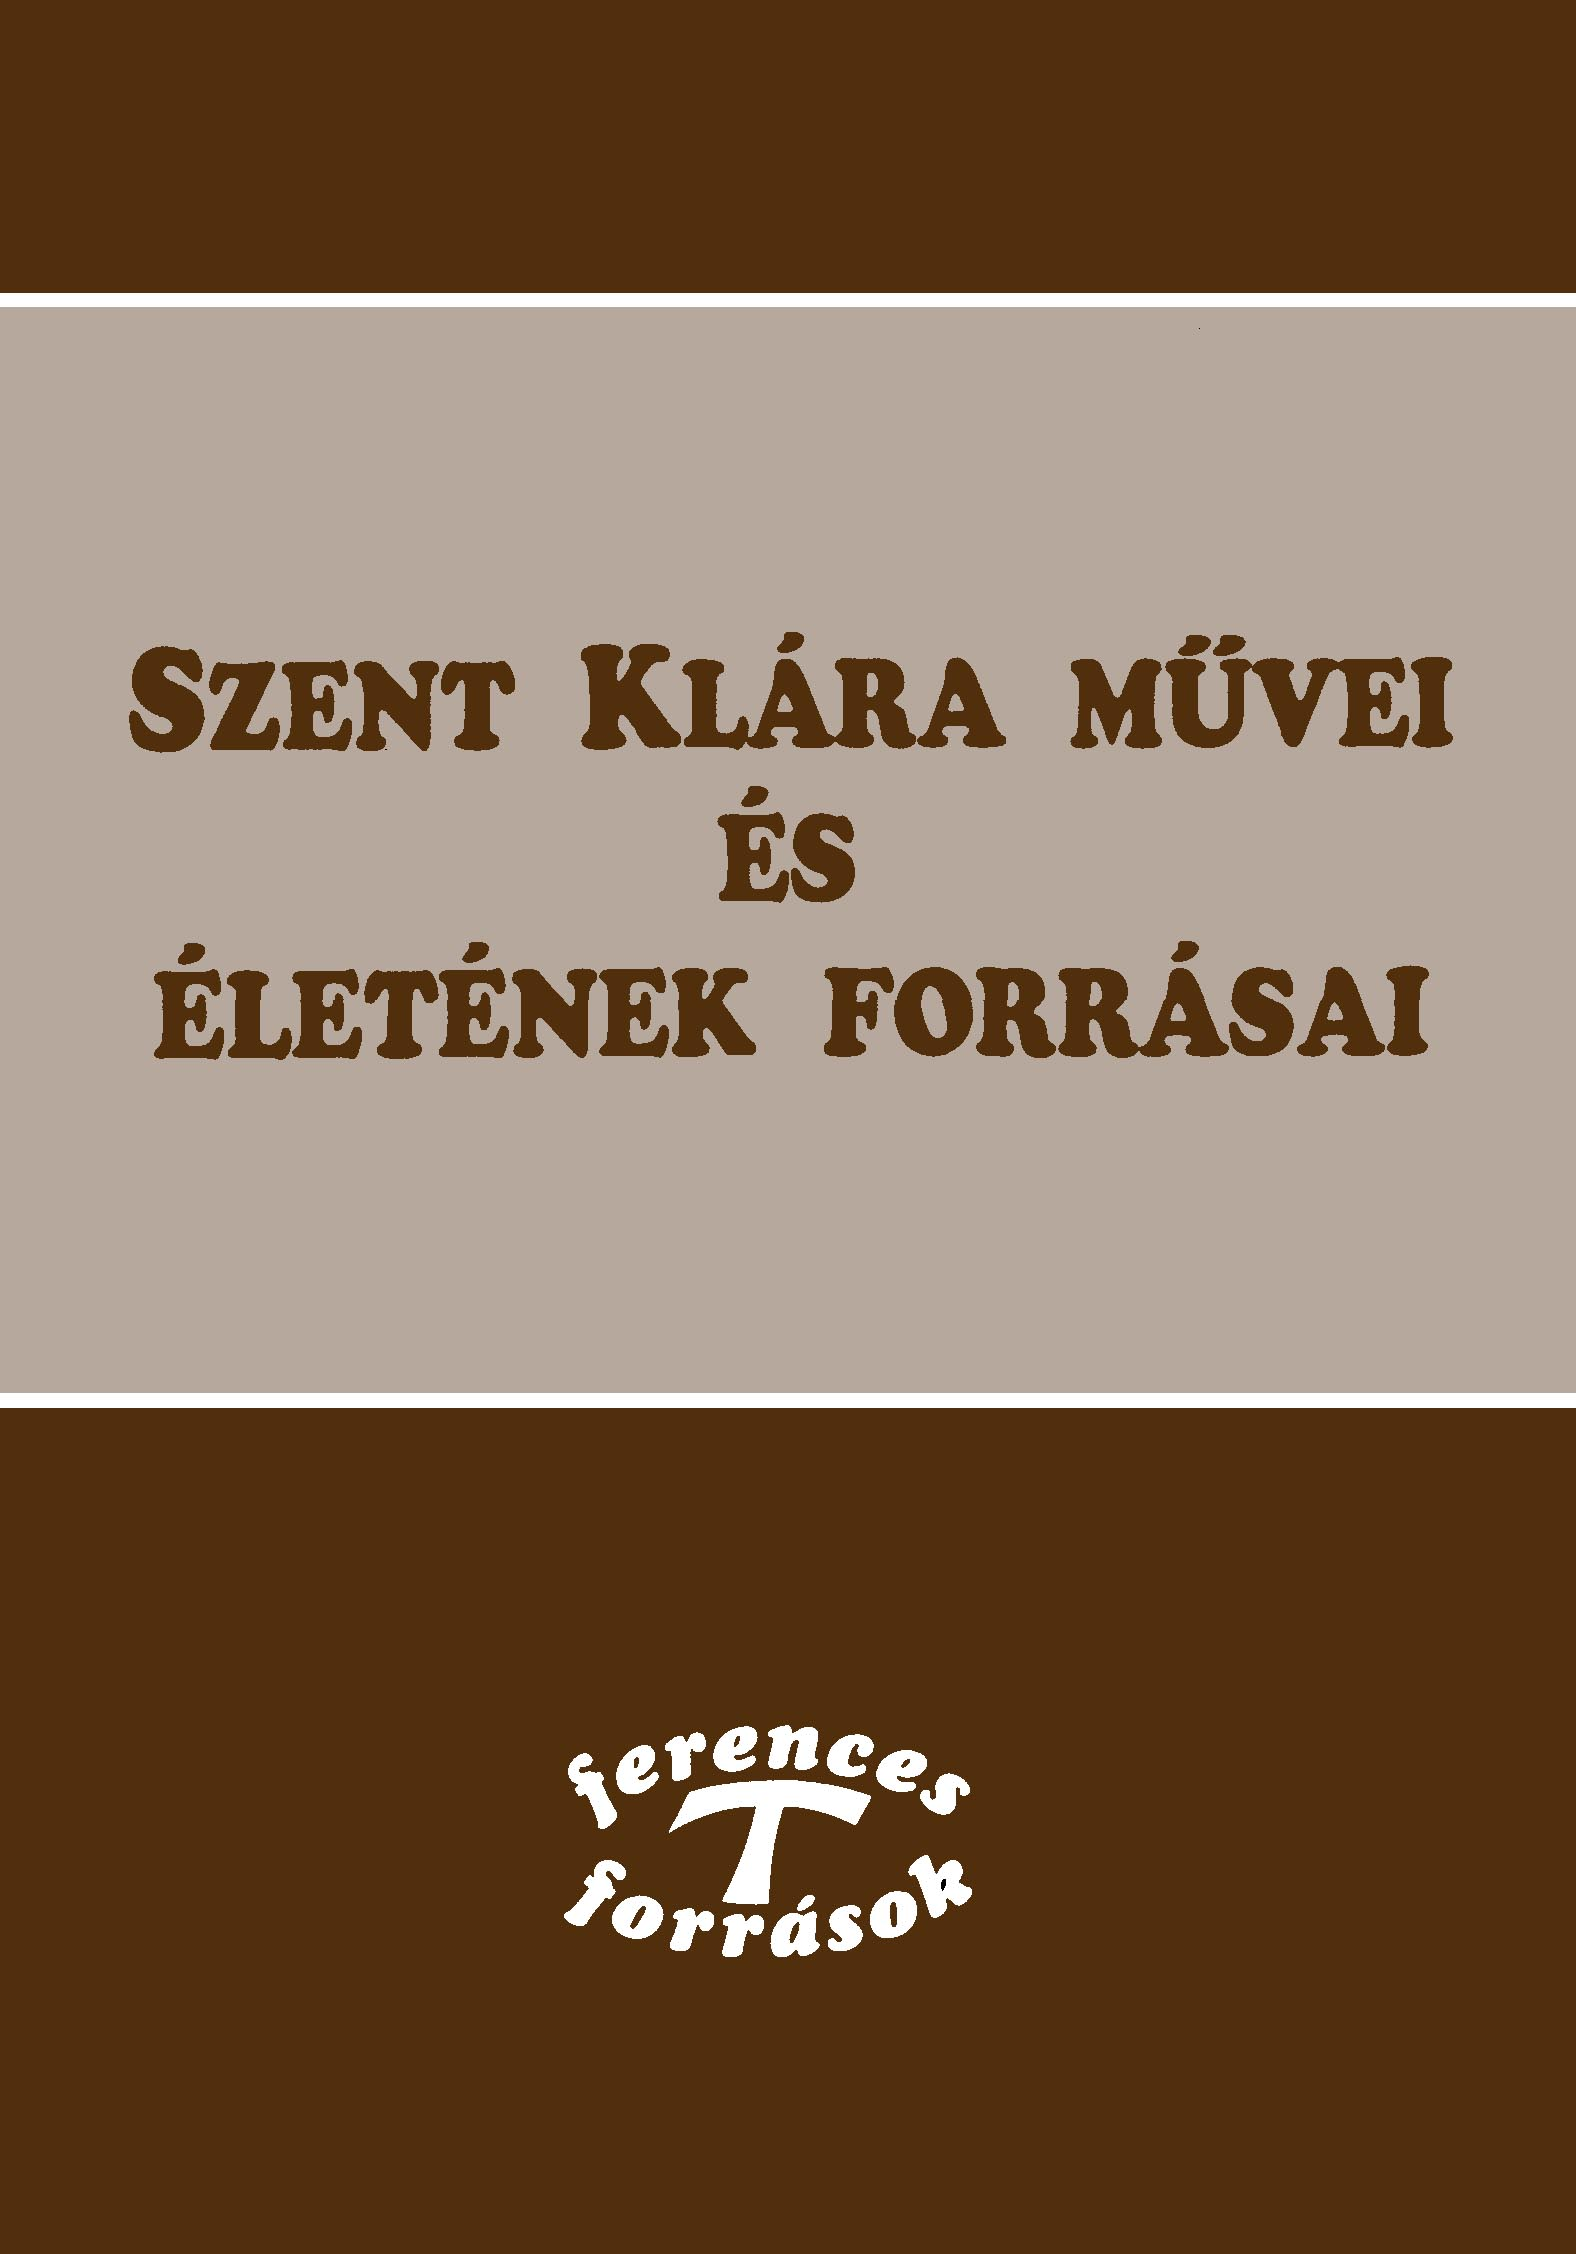 SZENT KLÁRA MŰVEI
ÉS
ÉLETÉNEK FORRÁSAI
ferences
források